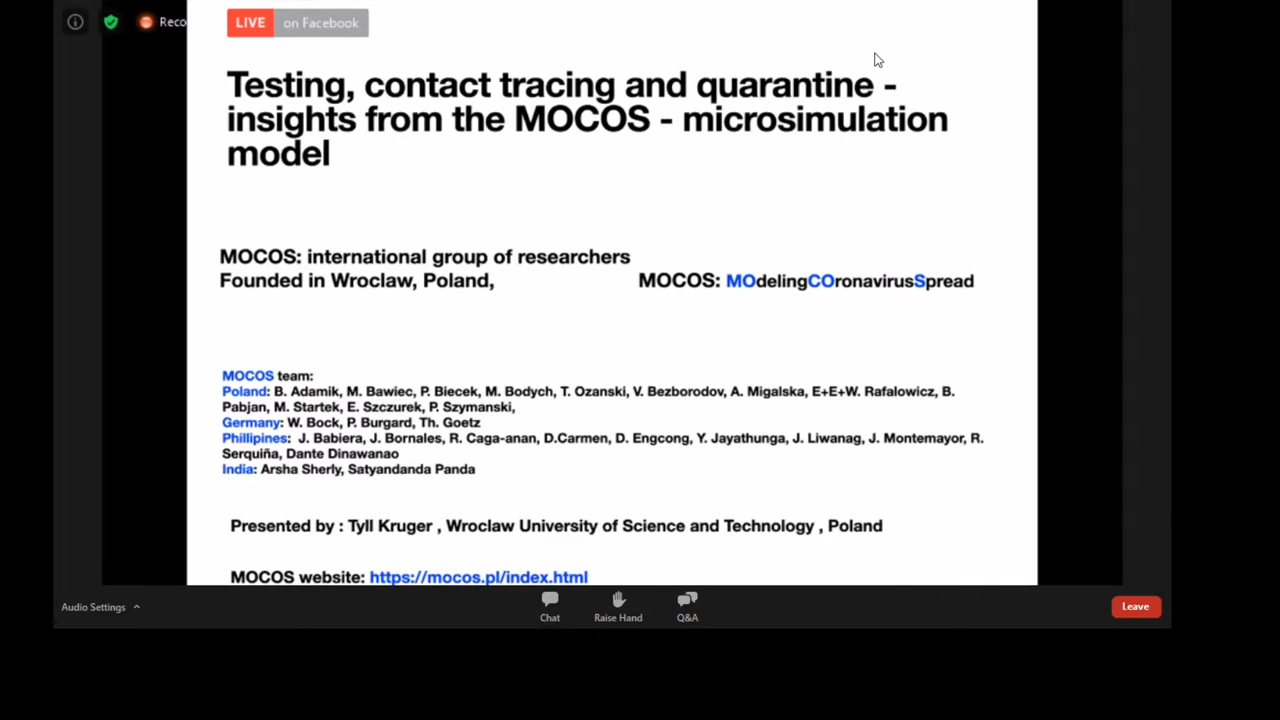 Reco
LIVE on Facebook
Testing, contact tracing and quarantine -
insights from the MOCOS - microsimulation
model
MOCOS: international group of researchers
Founded in Wroclaw, Poland,
MOCOS: MOdelingCOronavirusSpread
MOCOS team:
Poland: B. Adamik, M. Bawiec, P. Biecek, M. Bodych, T. Ozanski, V. Bezborodov, A. Migalska, E+E+W. Rafalowicz, B.
Pabjan, M. Startek, E. Szczurek, P. Szymanski,
Germany: W. Bock, P. Burgard, Th. Goetz
Phillipines: J. Babiera, J. Bornales, R. Caga-anan, D.Carmen, D. Engcong, Y. Jayathunga, J. Liwanag, J. Montemayor, R.
Serquiña, Dante Dinawanao
India: Arsha Sherly, Satyandanda Panda
Presented by : Tyll Kruger , Wroclaw University of Science and Technology , Poland
MOCOS website: https://mocos.pl/index.html
Audio Settings
Chat
Raise Hand
Q&A
Leave